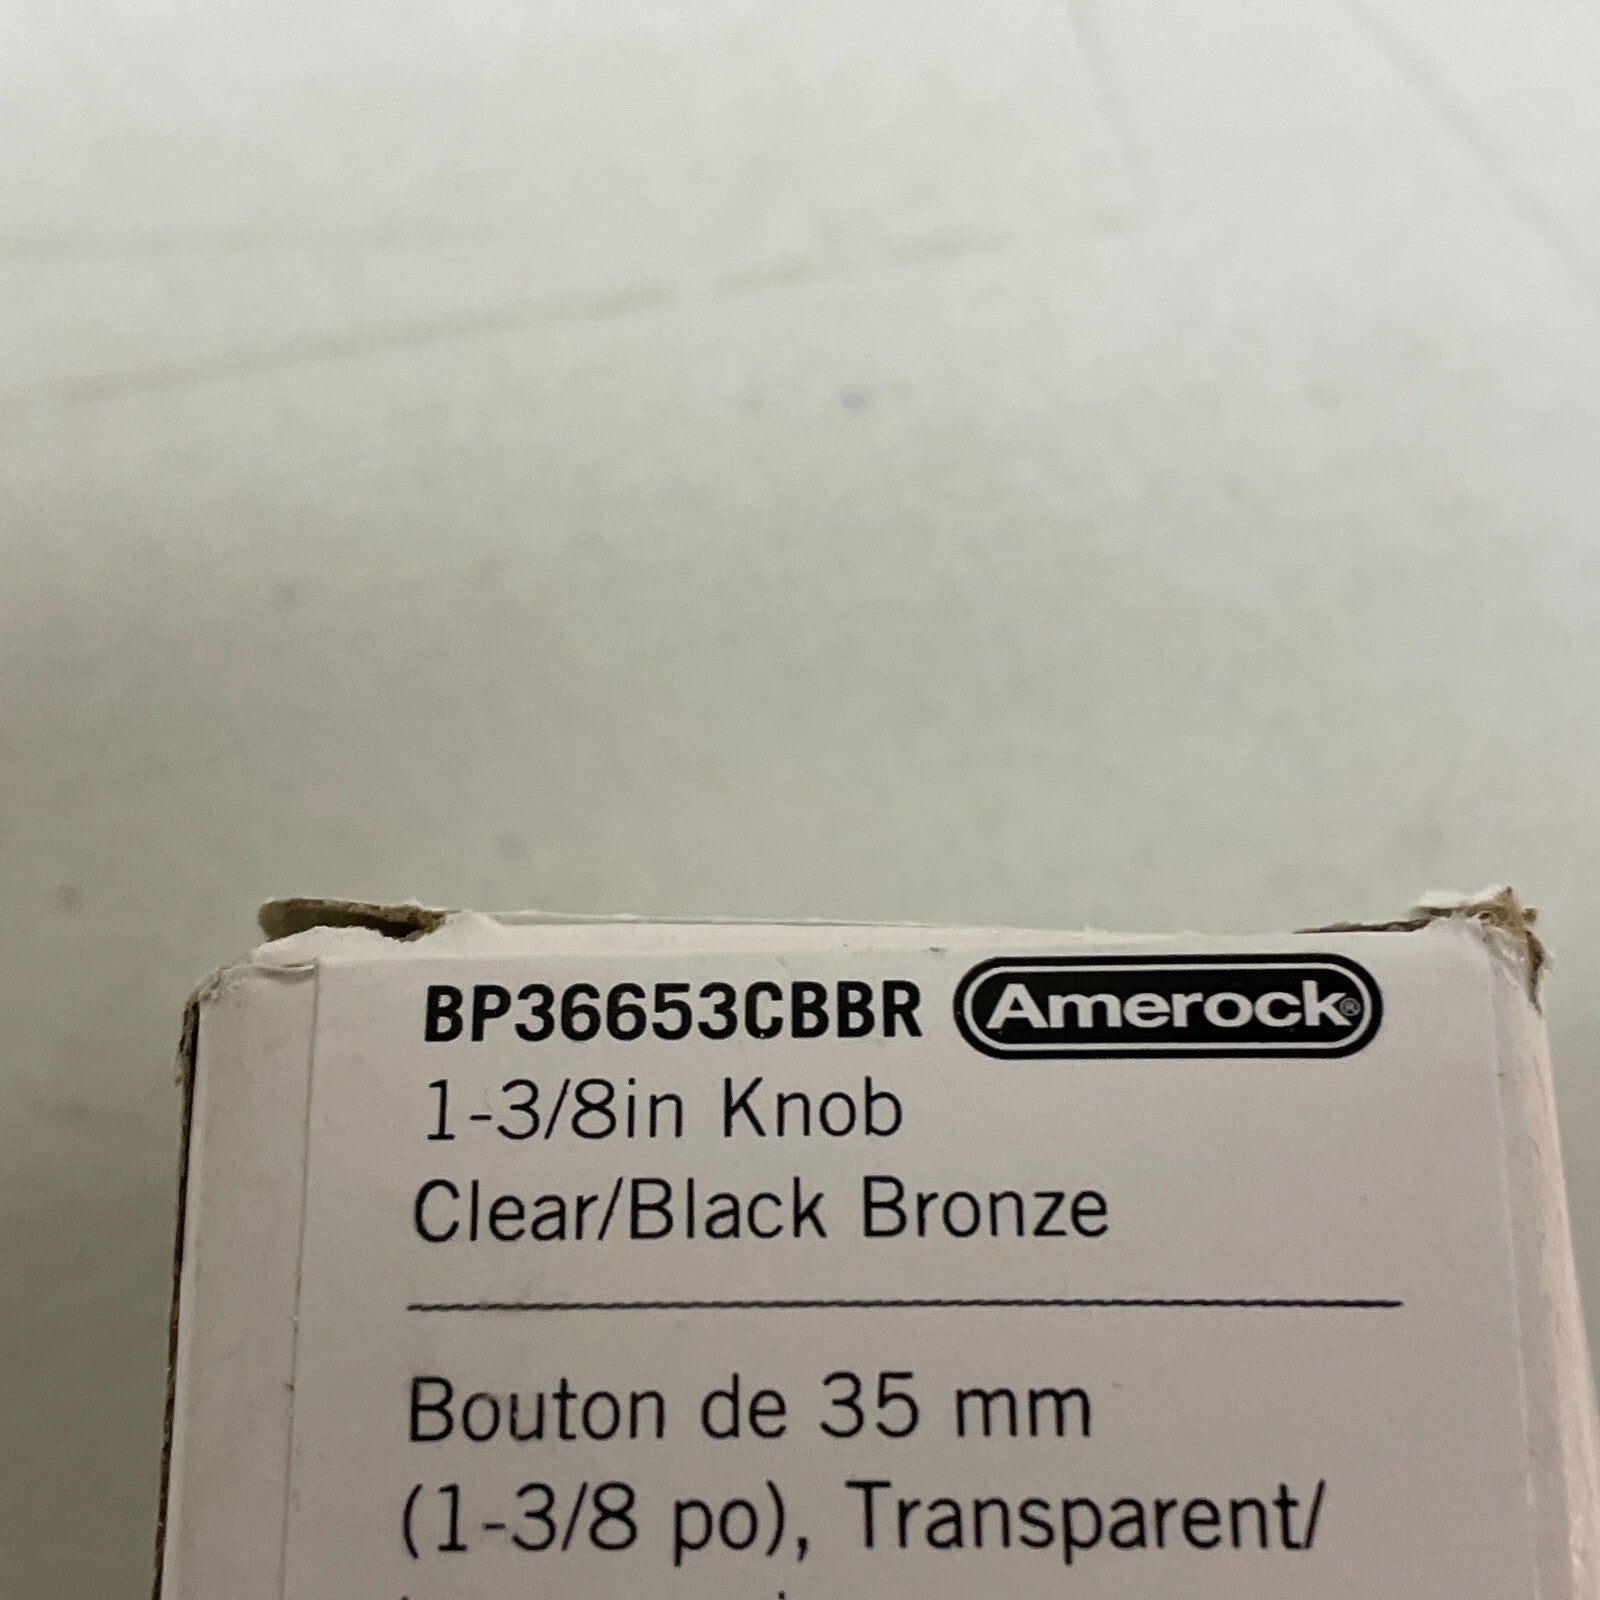 BP36653CBBR Amerock®
1-3/8in Knob
Clear/Black Bronze
Bouton de 35 mm
(1-3/8 po), Transparent/